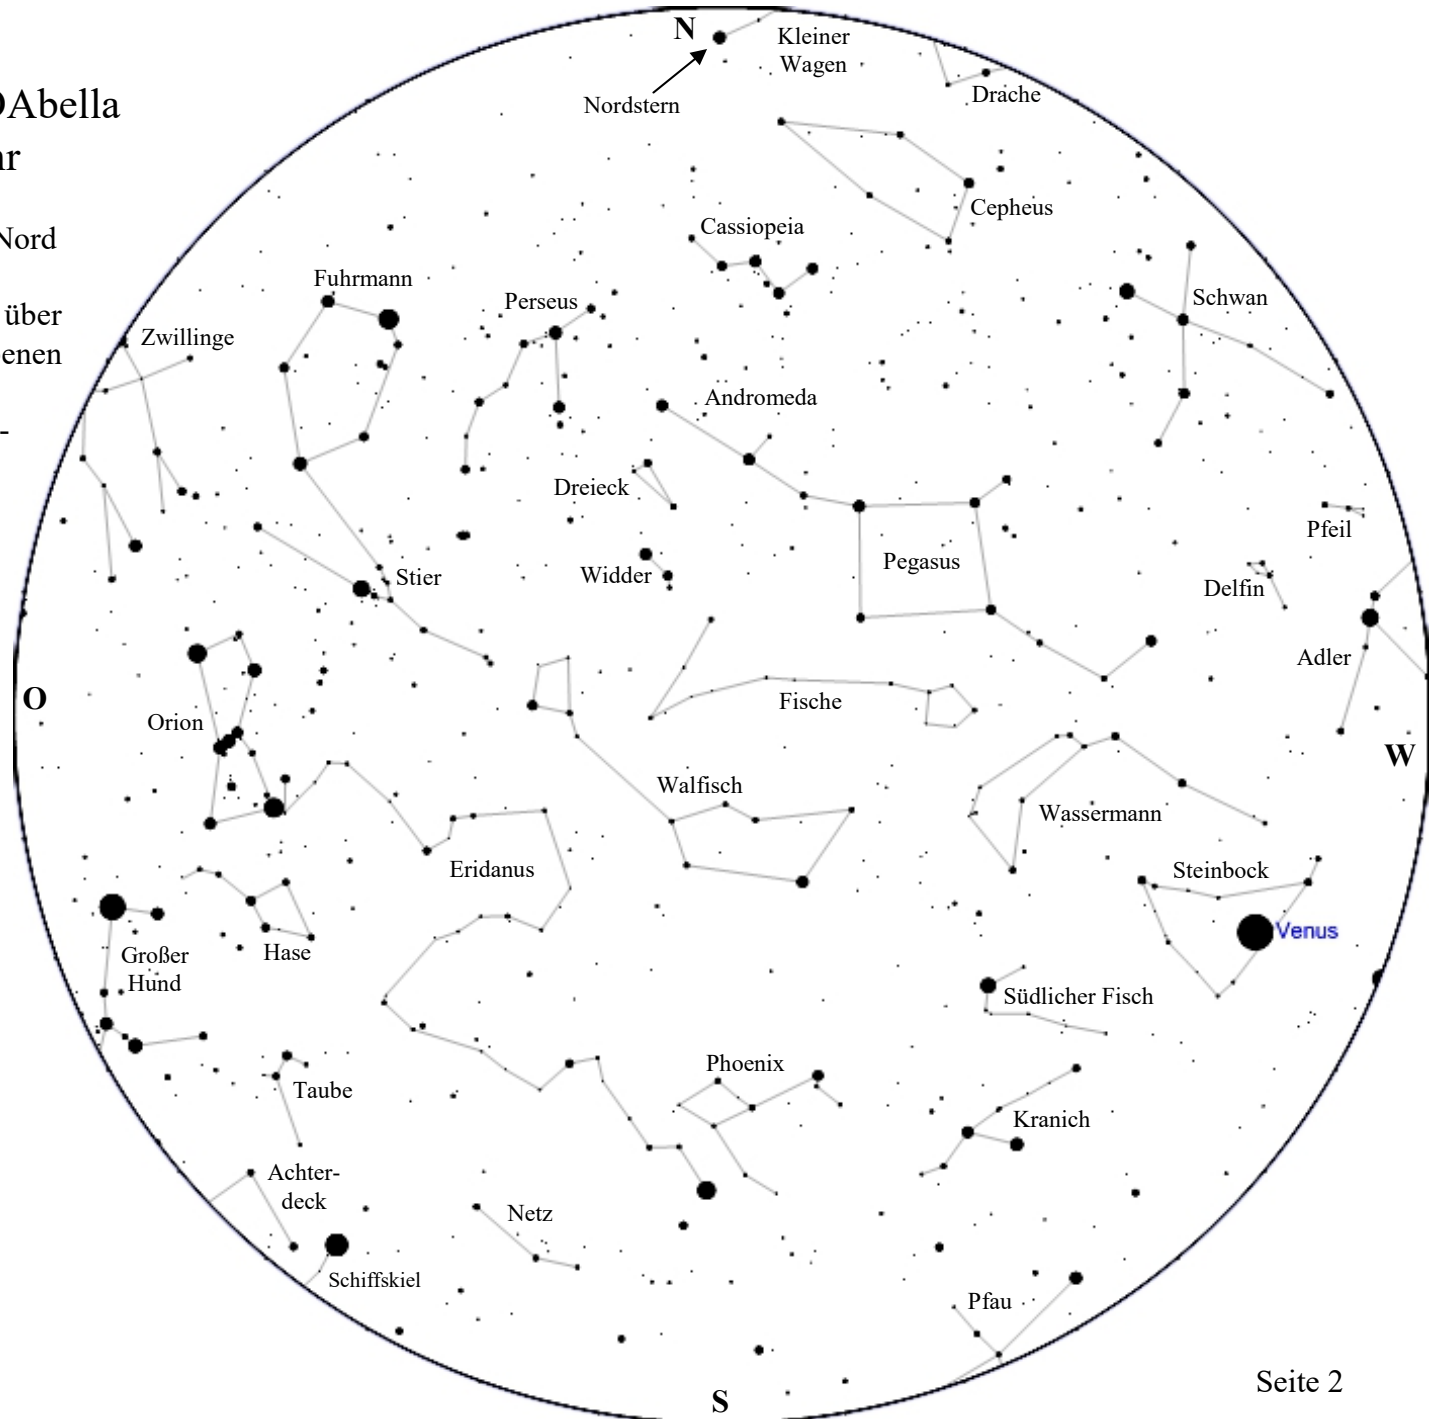 N
Kleiner
Wagen
Drache
Nordstern
Abella
Cepheus
Nord
Cassiopeia
Fuhrmann
Schwan
Perseus
über
Zwillinge
enen
Andromeda
-
Dreieck
Pfeil
Pegasus
Widder
Stier
Delfin
Adler
O
Fische
Orion
W
Walfisch
Wassermann
Eridanus
Steinbock
Venus
Hase
Großer
Hund
Südlicher Fisch
Phoenix
Taube
Kranich
Achter-
deck
Netz
Schiffskiel
Pfau
Seite 2
S